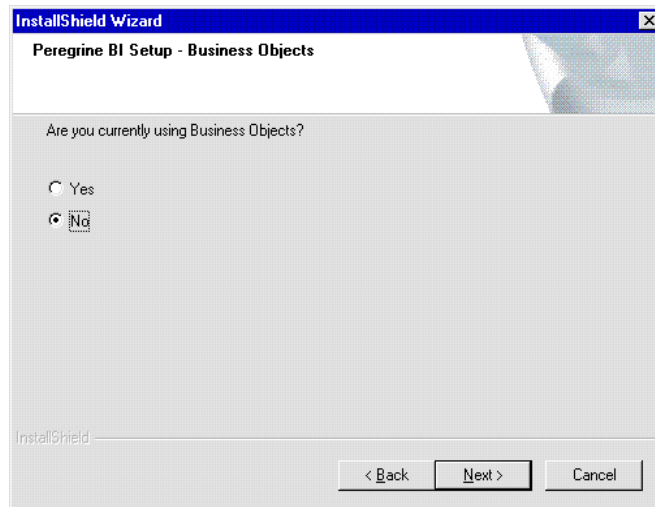 InstallShield Wizard
Peregrine BI Setup - Business Objects
Are you currently using Business Objects?
Yes
No
InstallShield
< Back Next > Cancel